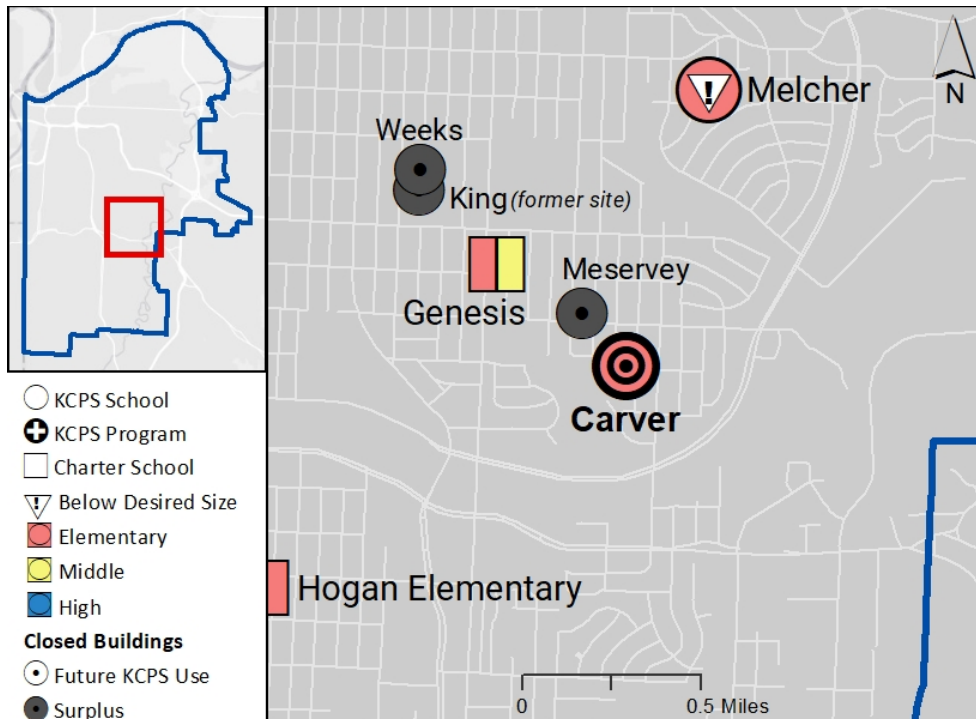 Melcher
N
Weeks
King (former site)
Meservey
Genesis
Carver
Hogan Elementary
0 0.5 Miles
KCPS School
KCPS Program
Charter School
! Below Desired Size
Elementary
Middle
High
Closed Buildings
Future KCPS Use
Surplus